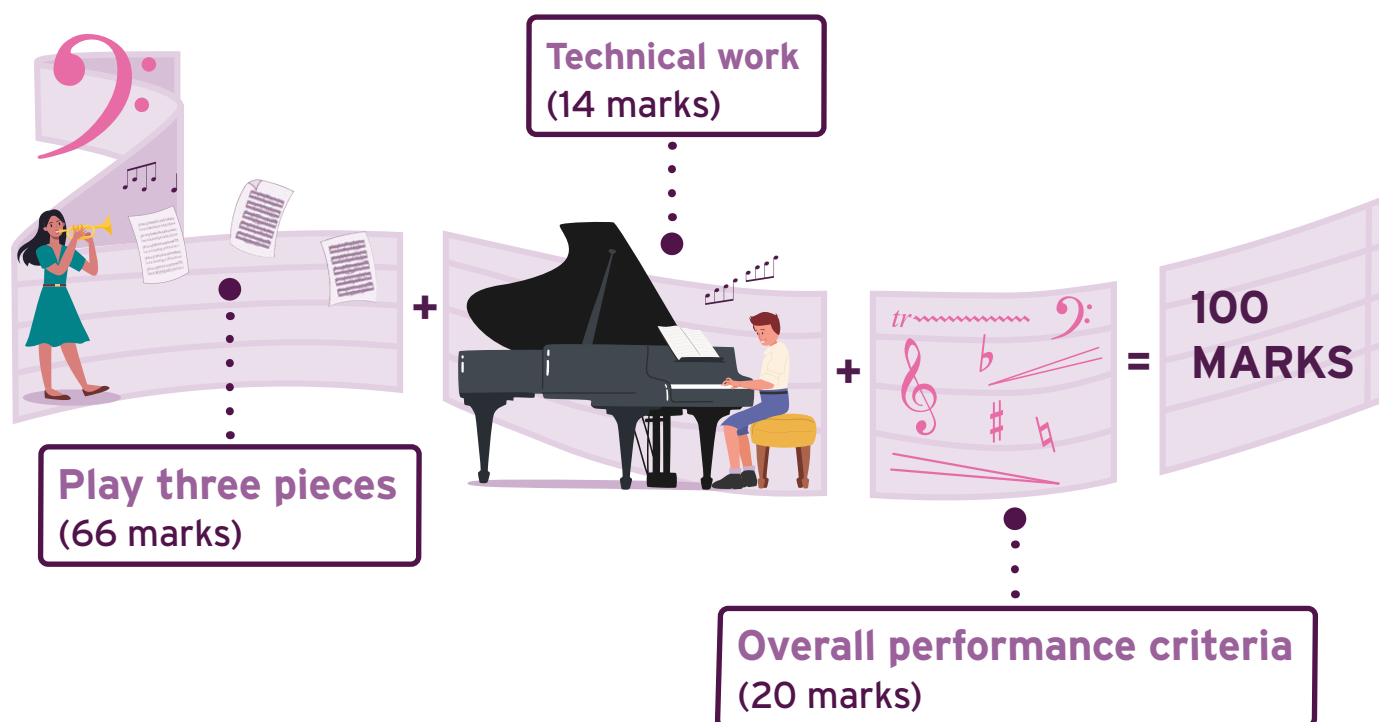 Technical work
(14 marks)
+
+
tr
=
100
MARKS
Play three pieces
(66 marks)
Overall performance criteria
(20 marks)